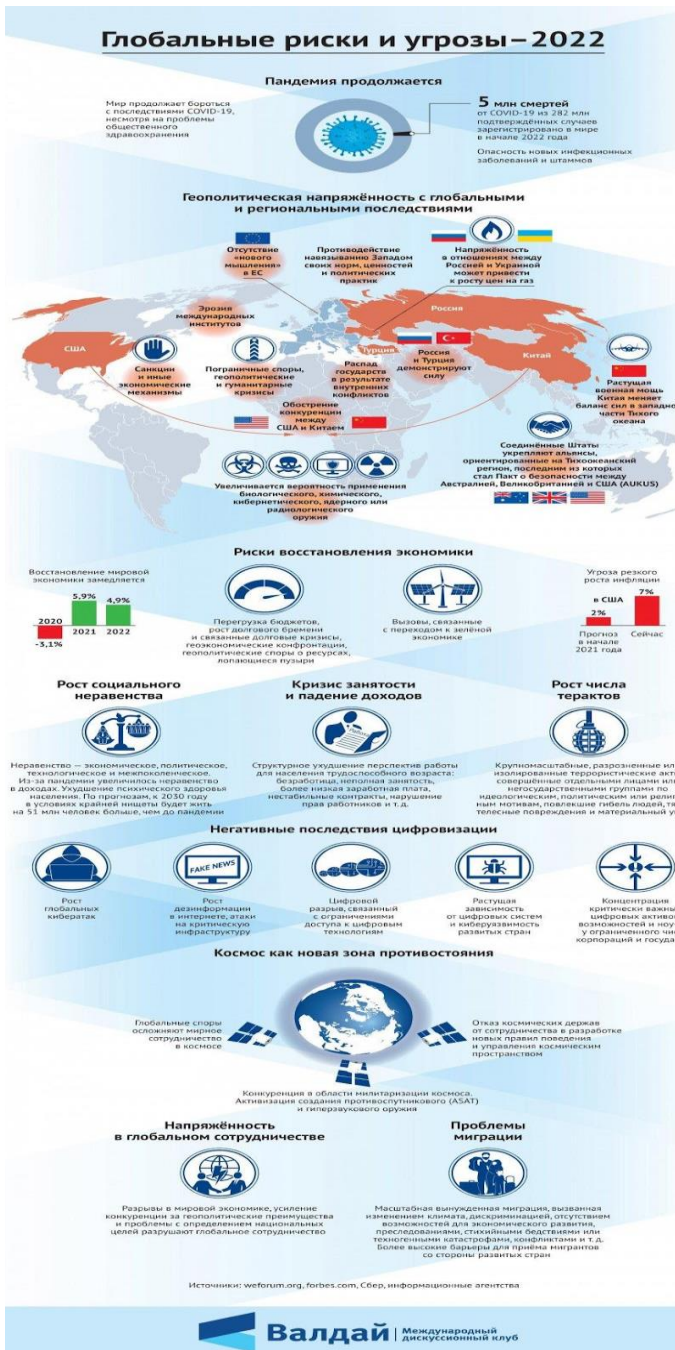 Глобальные риски и угрозы–2022
Пандемия продолжается
Мир продолжает бороться
с последствиями COVID-19,
несмотря на проблемы
общественного
здравоохранения
5 млн смертей
от COVID-19 из 282 млн
подтверждённых случаев
зарегистрировано в мире
в начале 2022 года
Опасность новых инфекционных
заболеваний и штаммов
Геополитическая напряжённость с глобальными
и региональными последствиями
Отсутствие
«нового
мышления»
в ЕС
Противодействие
навязыванию Западом
своих норм, ценностей
и политических
практик
Напряжённость
в отношениях между
Россией и Украиной
может привести
к росту цен на газ
Эрозия
международных
институтов
Россия
США
Турция
Китай
Санкции
и иные
экономические
механизмы
Пограничные споры,
геополитические
и гуманитарные
кризисы
Распад
государств
в результате
внутренних
конфликтов
Россия
и Турция
демонстрируют
силу
Растущая
военная мощь
Китая меняет
баланс сил в западной
части Тихого
океана
Обострение
конкуренции
между
США и Китаем
Соединённые Штаты
укрепляют альянсы,
ориентированные на Тихоокеанский
регион, последним из которых
стал Пакт о безопасности между
Австралией, Великобританией и США (AUKUS)
Увеличивается вероятность применения
биологического, химического,
кибернетического, ядерного или
радиологического
оружия
Риски восстановления экономики
Восстановление мировой
экономики замедляется
2020
-3,1%
5,9%
2021
4,9%
2022
Перегрузка бюджетов,
рост долгового бремени
и связанные долговые кризисы,
геоэкономические конфронтации,
геополитические споры о ресурсах,
лопающиеся пузыри
Вызовы, связанные
с переходом к зелёной
экономике
Угроза резкого
роста инфляции
в США
2%
7%
Прогноз
в начале
2021 года
Сейчас
Рост социального
неравенства
Неравенство — экономическое, политическое,
технологическое и межпоколенческое.
Из-за пандемии увеличилось неравенство
в доходах. Ухудшение психического здоровья
населения. По прогнозам, к 2030 году
в условиях крайней нищеты будет жить
на 51 млн человек больше, чем до пандемии
Кризис занятости
и падение доходов
Структурное ухудшение перспектив работы
для населения трудоспособного возраста:
безработица, неполная занятость,
более низкая заработная плата,
нестабильные контракты, нарушение
прав работников и т. д.
Рост числа
терактов
Крупномасштабные, разрозненные или
изолированные террористические акт
совершённые отдельными лицами или
негосударственными группами по
идеологическим, политическим или религ
ным мотивам, повлекшие гибель людей, тя
телесные повреждения и материальный у
Негативные последствия цифровизации
Рост
глобальных
кибератак
FAKE NEWS
Рост
дезинформации
в интернете, атаки
на критическую
инфраструктуру
Цифровой
разрыв, связанный
с ограничениями
доступа к цифровым
технологиям
Растущая
зависимость
от цифровых систем
и киберуязвимость
развитых стран
Концентрация
критически важны
цифровых активо
возможностей и ноу-
у ограниченного чис
корпораций и государ
Космос как новая зона противостояния
Глобальные споры
осложняют мирное
сотрудничество
в космосе
Отказ космических держав
от сотрудничества в разработке
новых правил поведения
и управления космическим
пространством
Конкуренция в области милитаризации космоса.
Активизация создания противоспутникового (ASAT)
и гиперзвукового оружия
Напряжённость
в глобальном сотрудничестве
Разрывы в мировой экономике, усиление
конкуренции за геополитические преимущества
и проблемы с определением национальных
целей разрушают глобальное сотрудничество
Проблемы
миграции
Масштабная вынужденная миграция, вызванная
изменением климата, дискриминацией, отсутствием
возможностей для экономического развития,
преследованиями, стихийными бедствиями или
техногенными катастрофами, конфликтами и т. д.
Более высокие барьеры для приёма мигрантов
со стороны развитых стран
Источники: weforum.org, forbes.com, Сбер, информационные агентства
Валдай
Международный
дискуссионный клуб